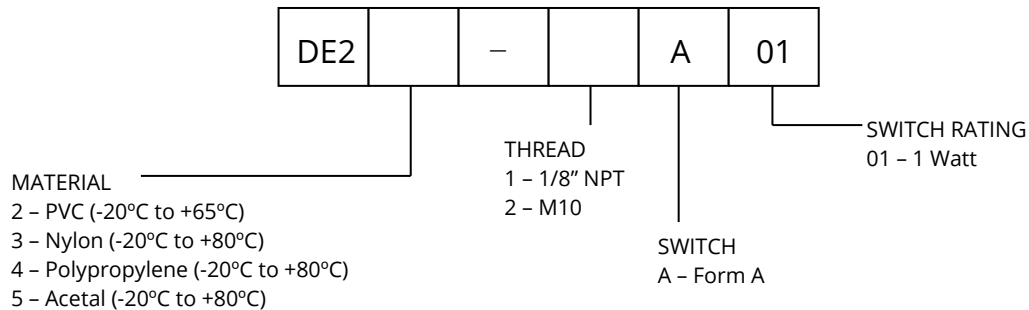 DE2 – A 01
SWITCH RATING
01 – 1 Watt
THREAD
1 – 1/8” NPT
2 – M10
MATERIAL
2 – PVC (-20ºC to +65ºC)
3 – Nylon (-20ºC to +80ºC)
4 – Polypropylene (-20ºC to +80ºC)
5 – Acetal (-20ºC to +80ºC)
SWITCH
A – Form A